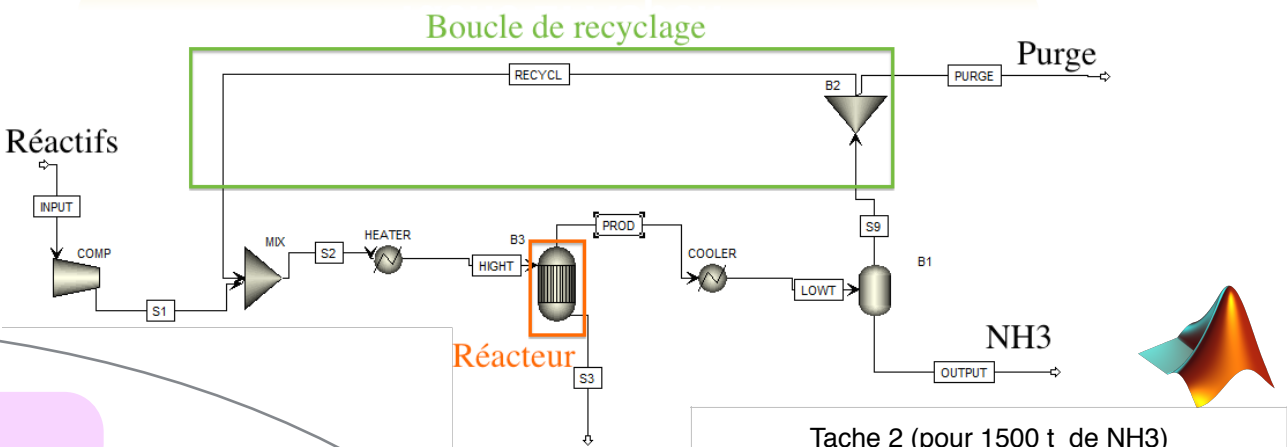 Boucle de recyclage
Purge
RECYCL
PURGE
B2
Réactifs
INPUT
COMP
MIX
S2
HEATER
HIGHT
B3
PROD
COOLER
LOWT
S9
B1
S1
Réacteur
S3
NH3
OUTPUT
Tache 2 (pour 1500 t de NH3)